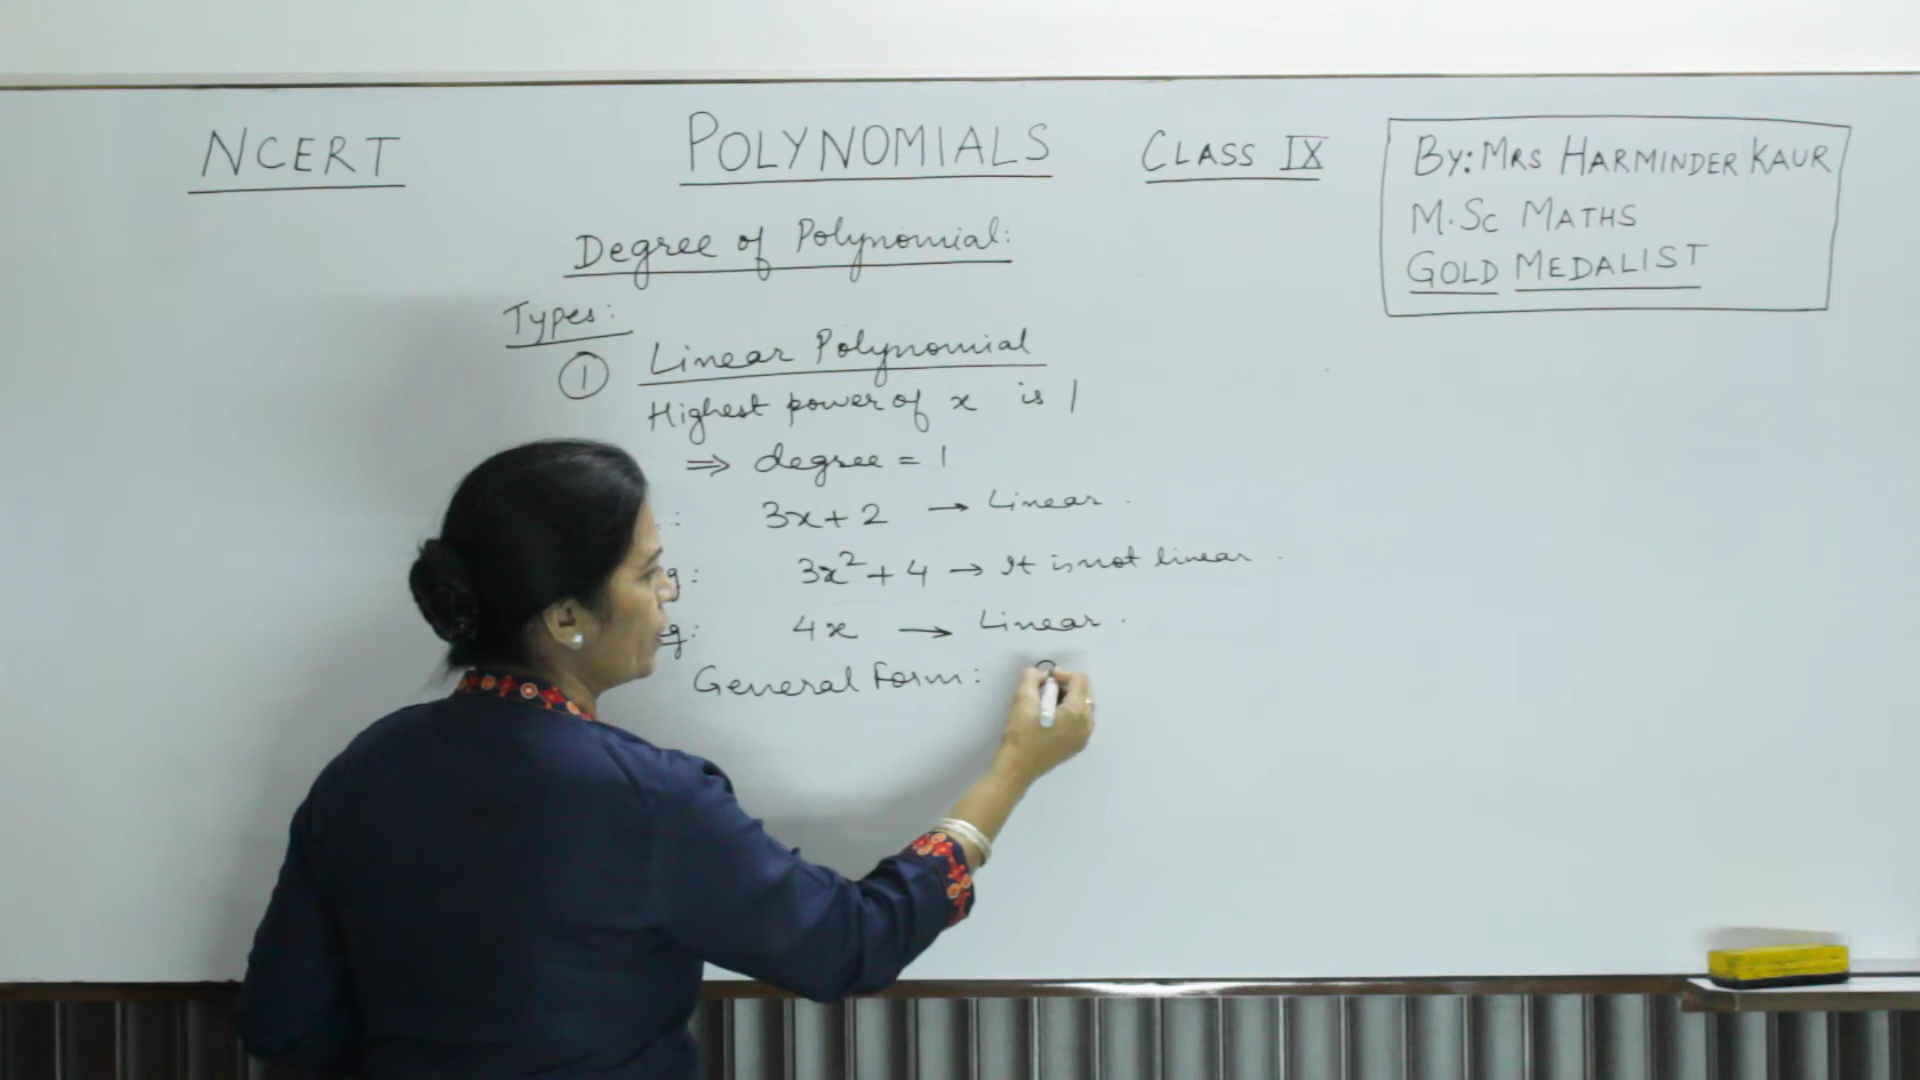 NCERT
POLYNOMIALS
CLASS IX
BY: MRS HARMINDER KAUR
M.Sc MATHS
GOLD MEDALIST
Degree of Polynomial:
Types:
① Linear Polynomial
Highest power of x is 1
⇒ degree = 1
: 3x+2 → Linear.
g: 3x²+4 → It is not linear.
g: 4x → Linear.
General Form: